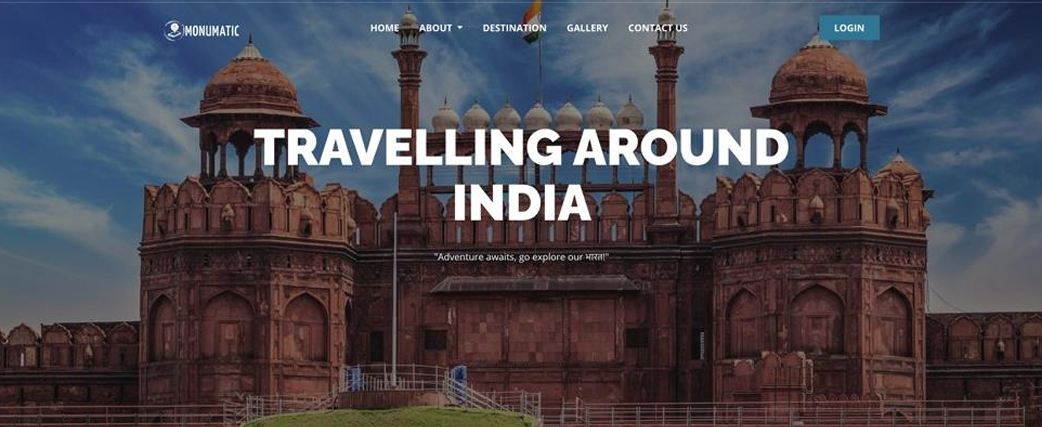 MONUMATIC
HOME ABOUT DESTINATION GALLERY CONTACT US LOGIN
TRAVELLING AROUND
INDIA
"Adventure awaits, go explore our भारत!"